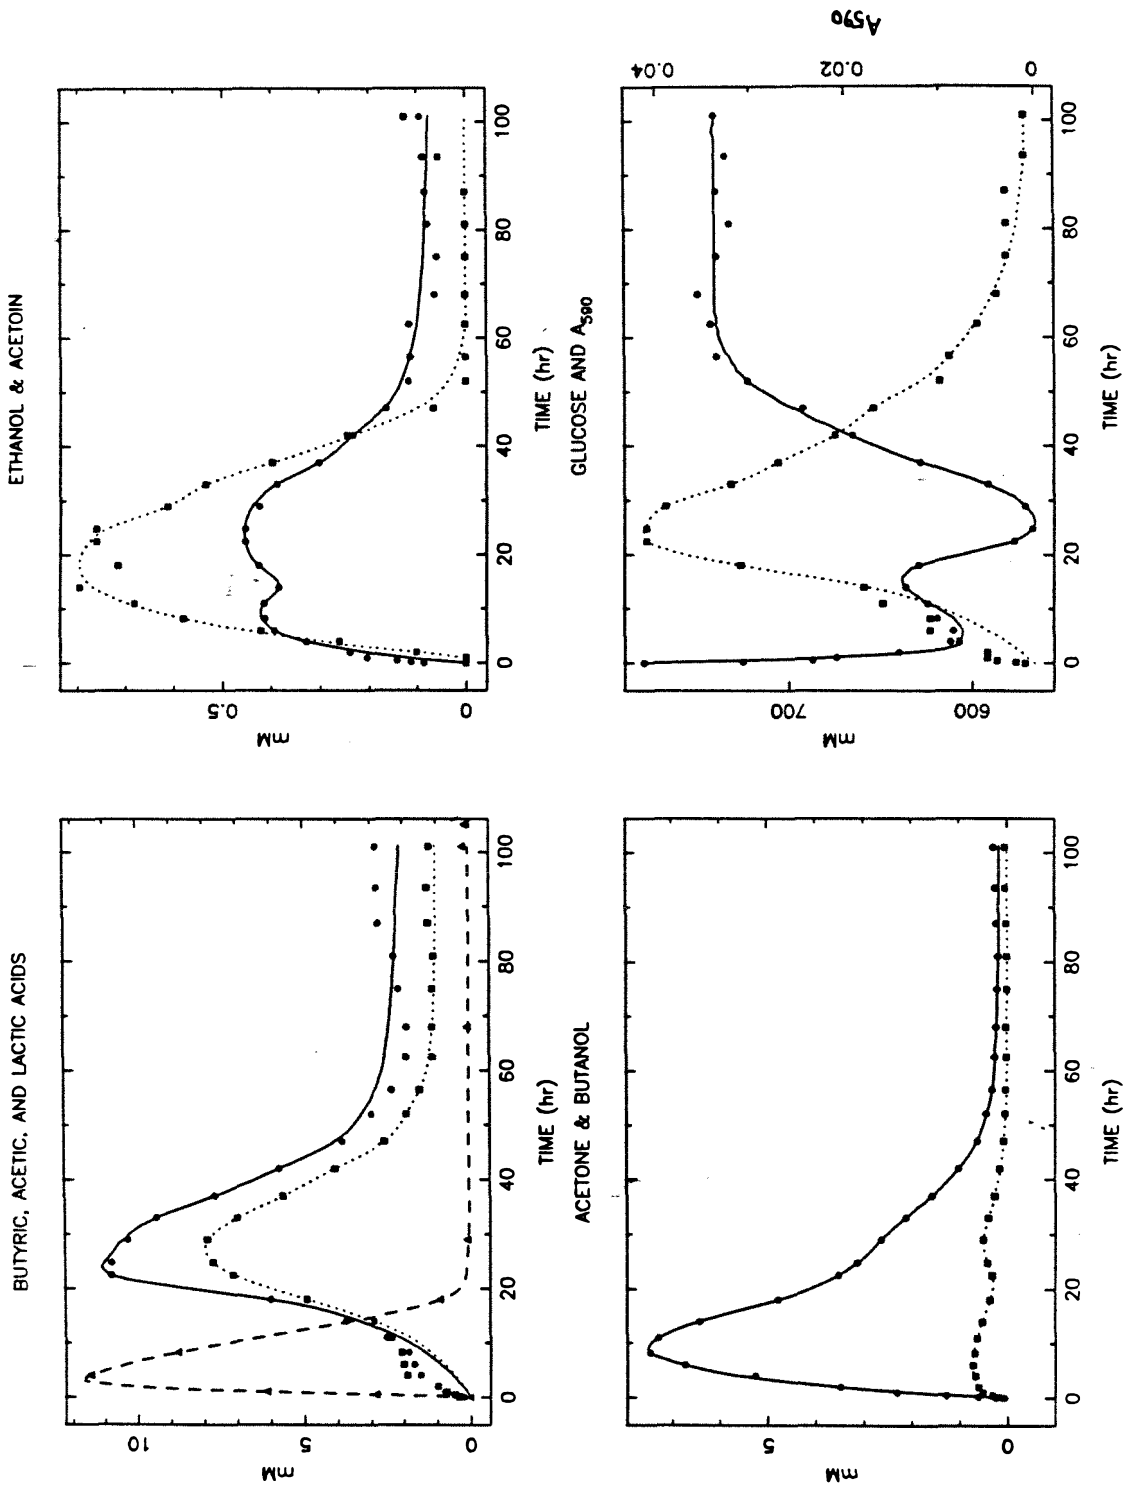 BUTYRIC, ACETIC, AND LACTIC ACIDS
mM
10
5
0
0
20
40
60
80
100
TIME (hr)
ETHANOL & ACETOIN
mM
0.5
0
0
20
40
60
80
100
TIME (hr)
ACETONE & BUTANOL
mM
5
0
0
20
40
60
80
100
TIME (hr)
GLUCOSE AND A590
mM
700
600
0
20
40
60
80
100
TIME (hr)
0.04
0.02
0
A590